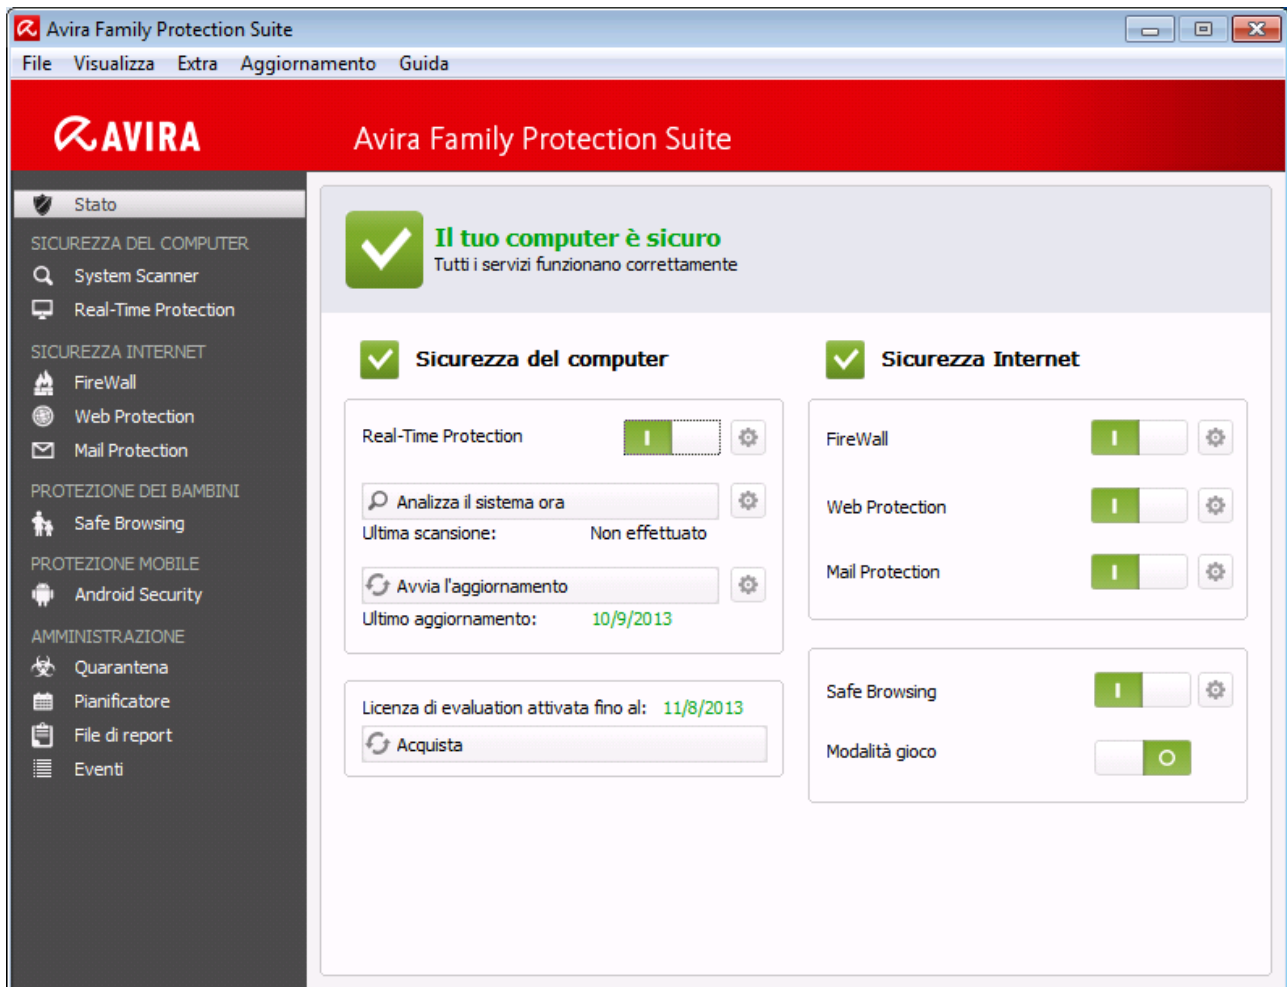 Avira Family Protection Suite
File Visualizza Extra Aggiornamento Guida
AVIRA
Avira Family Protection Suite
Stato
SICUREZZA DEL COMPUTER
System Scanner
Real-Time Protection
SICUREZZA INTERNET
FireWall
Web Protection
Mail Protection
PROTEZIONE DEI BAMBINI
Safe Browsing
PROTEZIONE MOBILE
Android Security
AMMINISTRAZIONE
Quarantena
Pianificatore
File di report
Eventi
Il tuo computer è sicuro
Tutti i servizi funzionano correttamente
Sicurezza del computer
Real-Time Protection
Analizza il sistema ora
Ultima scansione: Non effettuato
Avvia l'aggiornamento
Ultimo aggiornamento: 10/9/2013
Licenza di evaluation attivata fino al: 11/8/2013
Acquista
Sicurezza Internet
FireWall
Web Protection
Mail Protection
Safe Browsing
Modalità gioco